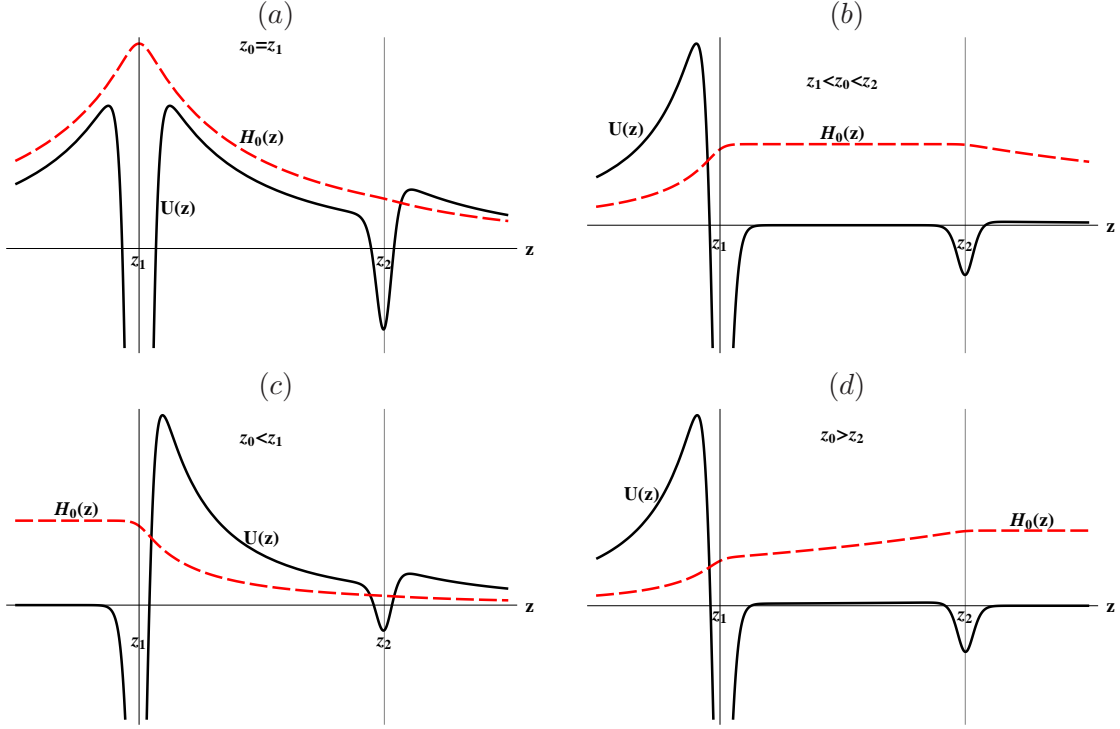 (a)
z₀=z₁
H₀(z)
U(z)
z
z₁
z₂
(b)
z₁<z₀<z₂
U(z)
H₀(z)
z
z₁
z₂
(c)
z₀<z₁
H₀(z)
U(z)
z
z₁
z₂
(d)
z₀>z₂
U(z)
H₀(z)
z
z₁
z₂